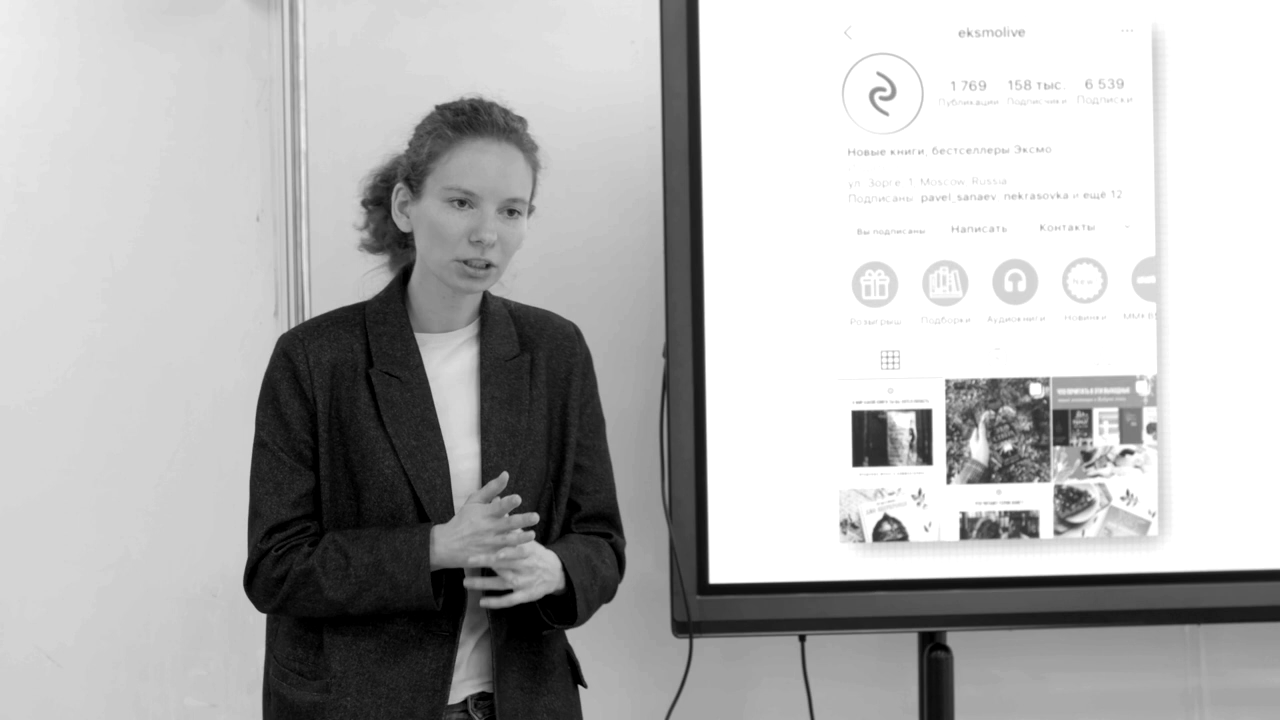 eksmolive
1 769 158 тыс. 6 539
Публикации Подписчики Подписки
Новые книги, бестселлеры Эксмо
ул. Зорге, 1, Moscow, Russia
Подписаны pavel_sanaev, nekrasovka и ещё 12
Вы подписаны Написать Контакты
new
Розыгрыш Подборки Аудиокниги Новинки